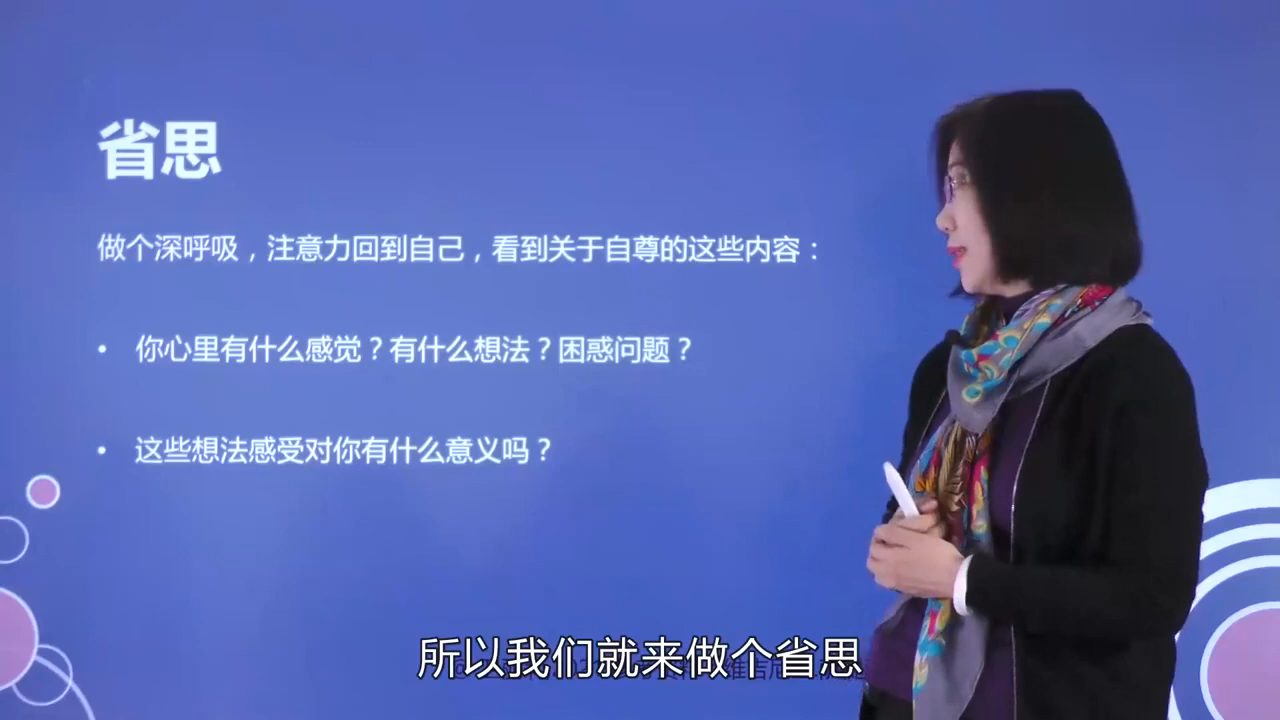 省思
做个深呼吸，注意力回到自己，看到关于自尊的这些内容：
• 你心里有什么感觉？有什么想法？困惑问题？
• 这些想法感受对你有什么意义吗？
所以我们就来做个省思